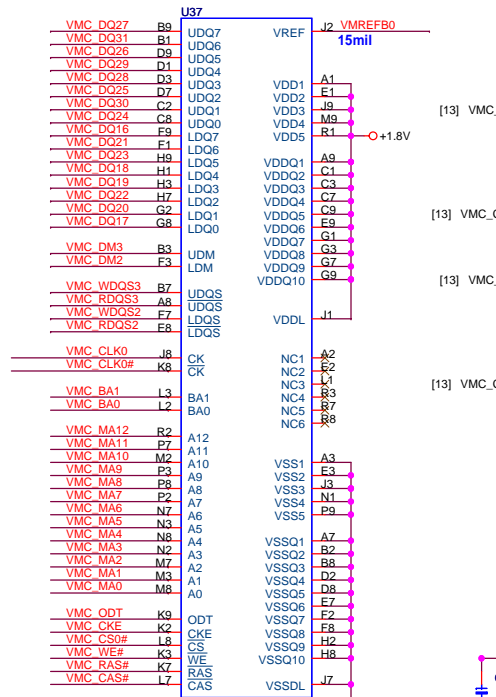 U37
VMC_DQ27 B9 UDQ7 VREF J2 VMREFB0
VMC_DQ31 B1 UDQ6 15mil
VMC_DQ26 D9 UDQ5
VMC_DQ29 D1 UDQ4
VMC_DQ28 D3 UDQ3 VDD1 A1
VMC_DQ25 D7 UDQ2 VDD2 E1
VMC_DQ30 C2 UDQ1 VDD3 J9 [13] VMC_
VMC_DQ24 C8 UDQ0 VDD4 M9
VMC_DQ16 F9 LDQ7 VDD5 R1 +1.8V
VMC_DQ21 F1 LDQ6
VMC_DQ23 H9 LDQ5 VDDQ1 A9
VMC_DQ18 H1 LDQ4 VDDQ2 C1
VMC_DQ19 H3 LDQ3 VDDQ3 C3
VMC_DQ22 H7 LDQ2 VDDQ4 C7
VMC_DQ20 G2 LDQ1 VDDQ5 C9 [13] VMC_
VMC_DQ17 G8 LDQ0 VDDQ6 E9
VDDQ7 G1
VMC_DM3 B3 UDM VDDQ8 G3
VMC_DM2 F3 LDM VDDQ9 G7
VDDQ10 G9 [13] VMC_
VMC_WDQS3 B7 UDQS
VMC_RDQS3 A8 UDQS
VMC_WDQS2 F7 LDQS VDDL J1
VMC_RDQS2 E8 LDQS
VMC_CLK0 J8 CK NC1 A2
VMC_CLK0# K8 CK NC2 E2
NC3 L1 [13] VMC_
VMC_BA1 L3 BA1 NC4 R3
VMC_BA0 L2 BA0 NC5 R7
NC6 R8
VMC_MA12 R2 A12
VMC_MA11 P7 A11
VMC_MA10 M2 A10 VSS1 A3
VMC_MA9 P3 A9 VSS2 E3
VMC_MA8 P8 A8 VSS3 J3
VMC_MA7 P2 A7 VSS4 N1
VMC_MA6 N7 A6 VSS5 P9
VMC_MA5 N3 A5
VMC_MA4 N8 A4 VSSQ1 A7
VMC_MA3 N2 A3 VSSQ2 B2
VMC_MA2 M7 A2 VSSQ3 B8
VMC_MA1 M3 A1 VSSQ4 D2
VMC_MA0 M8 A0 VSSQ5 D8
VSSQ6 E7
VMC_ODT K9 ODT VSSQ7 F2
VMC_CKE K2 CKE VSSQ8 F8
VMC_CS0# L8 CS VSSQ9 H2
VMC_WE# K3 WE VSSQ10 H8
VMC_RAS# K7 RAS
VMC_CAS# L7 CAS VSSDL J7